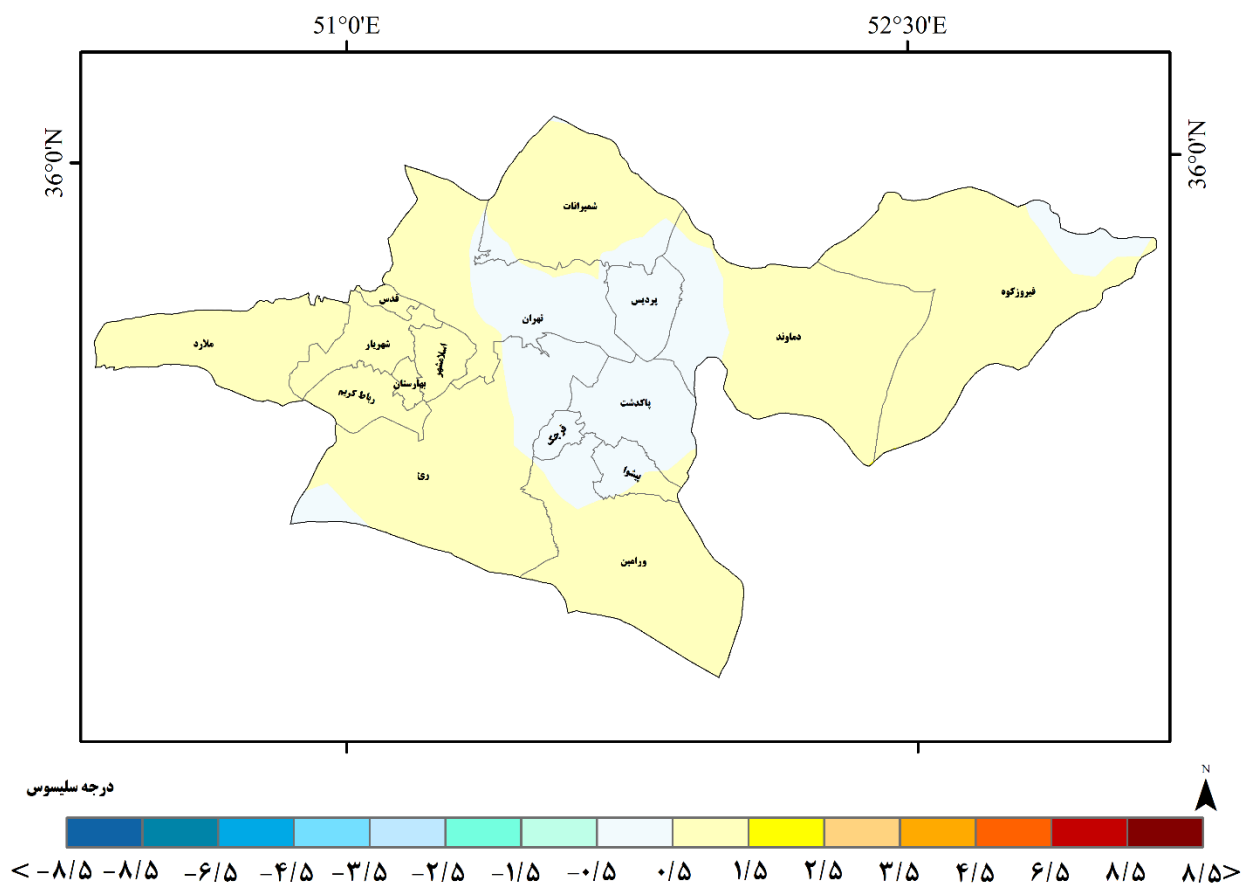 51°0'E 52°30'E
36°0'N 36°0'N
شمیرانات
فیروزکوه
پردیس
قدس
تهران
دماوند
ملارد
شهریار
اسلامشهر
بهارستان
رباط کریم
پاکدشت
قرچک
پیشوا
رئ
ورامین
N
درجه سلیسوس
< -۸/۵ -۸/۵ -۶/۵ -۴/۵ -۳/۵ -۲/۵ -۱/۵ -۰/۵ ۰/۵ ۱/۵ ۲/۵ ۳/۵ ۴/۵ ۶/۵ ۸/۵ ۸/۵>